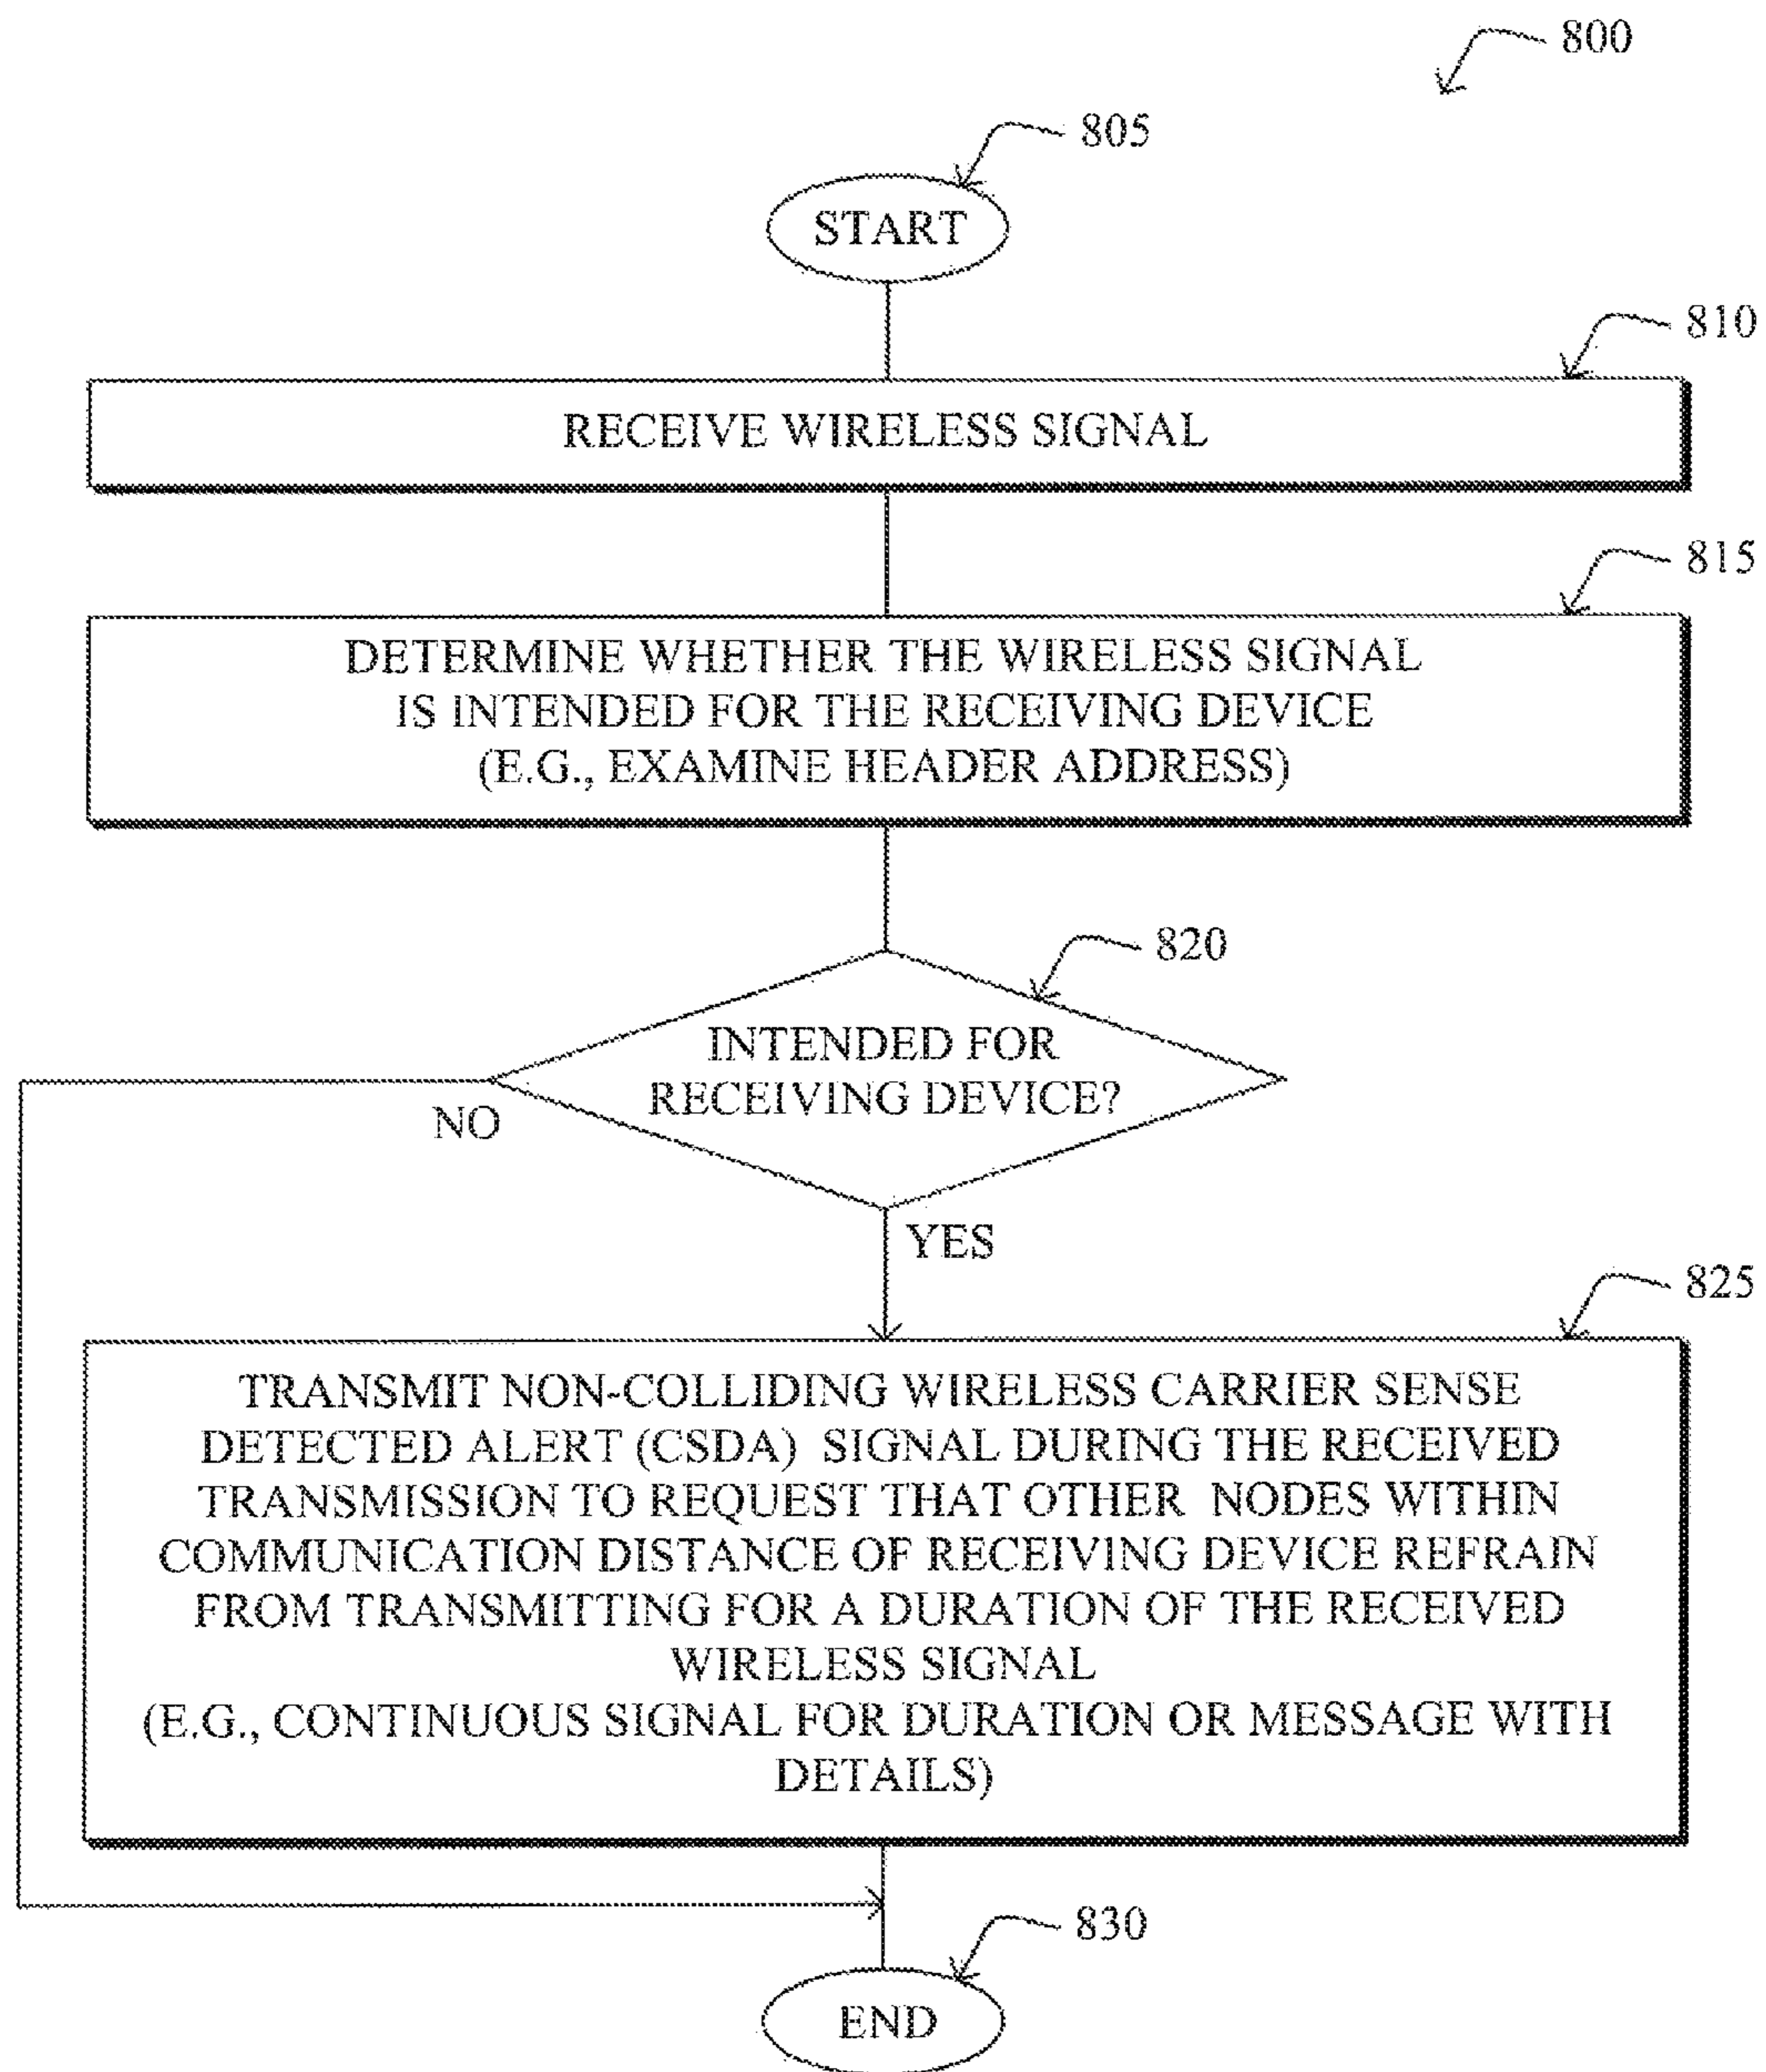 800
805
START
810
RECEIVE WIRELESS SIGNAL
815
DETERMINE WHETHER THE WIRELESS SIGNAL
IS INTENDED FOR THE RECEIVING DEVICE
(E.G., EXAMINE HEADER ADDRESS)
820
INTENDED FOR
RECEIVING DEVICE?
NO
YES
825
TRANSMIT NON-COLLIDING WIRELESS CARRIER SENSE
DETECTED ALERT (CSDA) SIGNAL DURING THE RECEIVED
TRANSMISSION TO REQUEST THAT OTHER NODES WITHIN
COMMUNICATION DISTANCE OF RECEIVING DEVICE REFRAIN
FROM TRANSMITTING FOR A DURATION OF THE RECEIVED
WIRELESS SIGNAL
(E.G., CONTINUOUS SIGNAL FOR DURATION OR MESSAGE WITH
DETAILS)
830
END